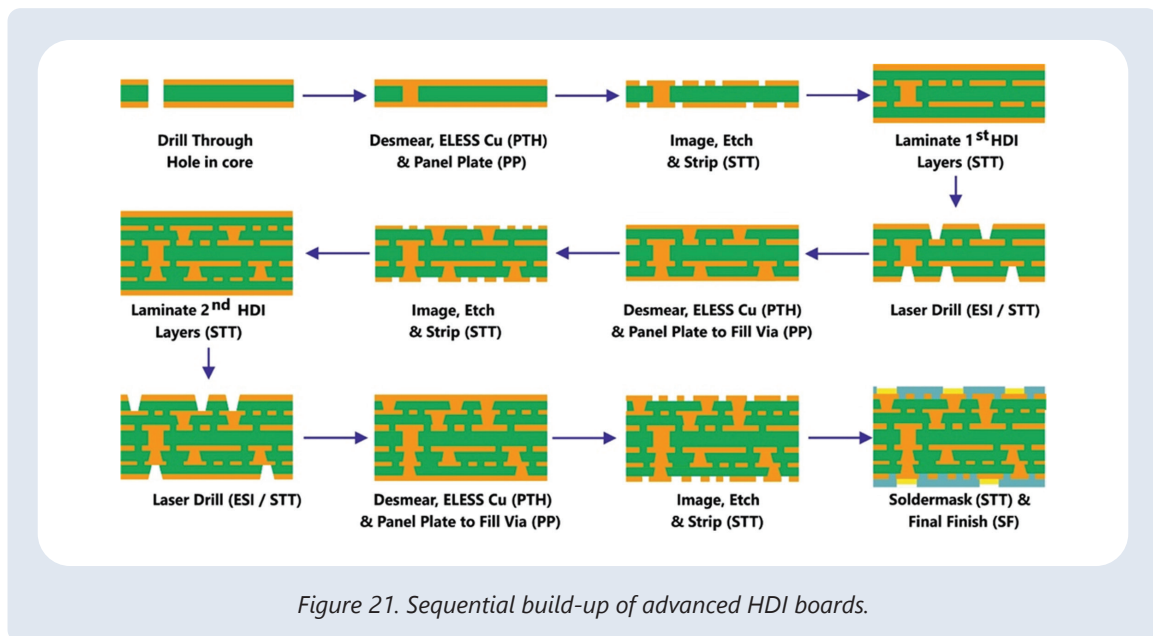 Drill Through
Hole in core
Desmear, ELESS Cu (PTH)
& Panel Plate (PP)
Image, Etch
& Strip (STT)
Laminate 1st HDI
Layers (STT)
Laser Drill (ESI / STT)
Desmear, ELESS Cu (PTH)
& Panel Plate to Fill Via (PP)
Image, Etch
& Strip (STT)
Laminate 2nd HDI
Layers (STT)
Laser Drill (ESI / STT)
Desmear, ELESS Cu (PTH)
& Panel Plate to Fill Via (PP)
Image, Etch
& Strip (STT)
Soldermask (STT) &
Final Finish (SF)
Figure 21. Sequential build-up of advanced HDI boards.